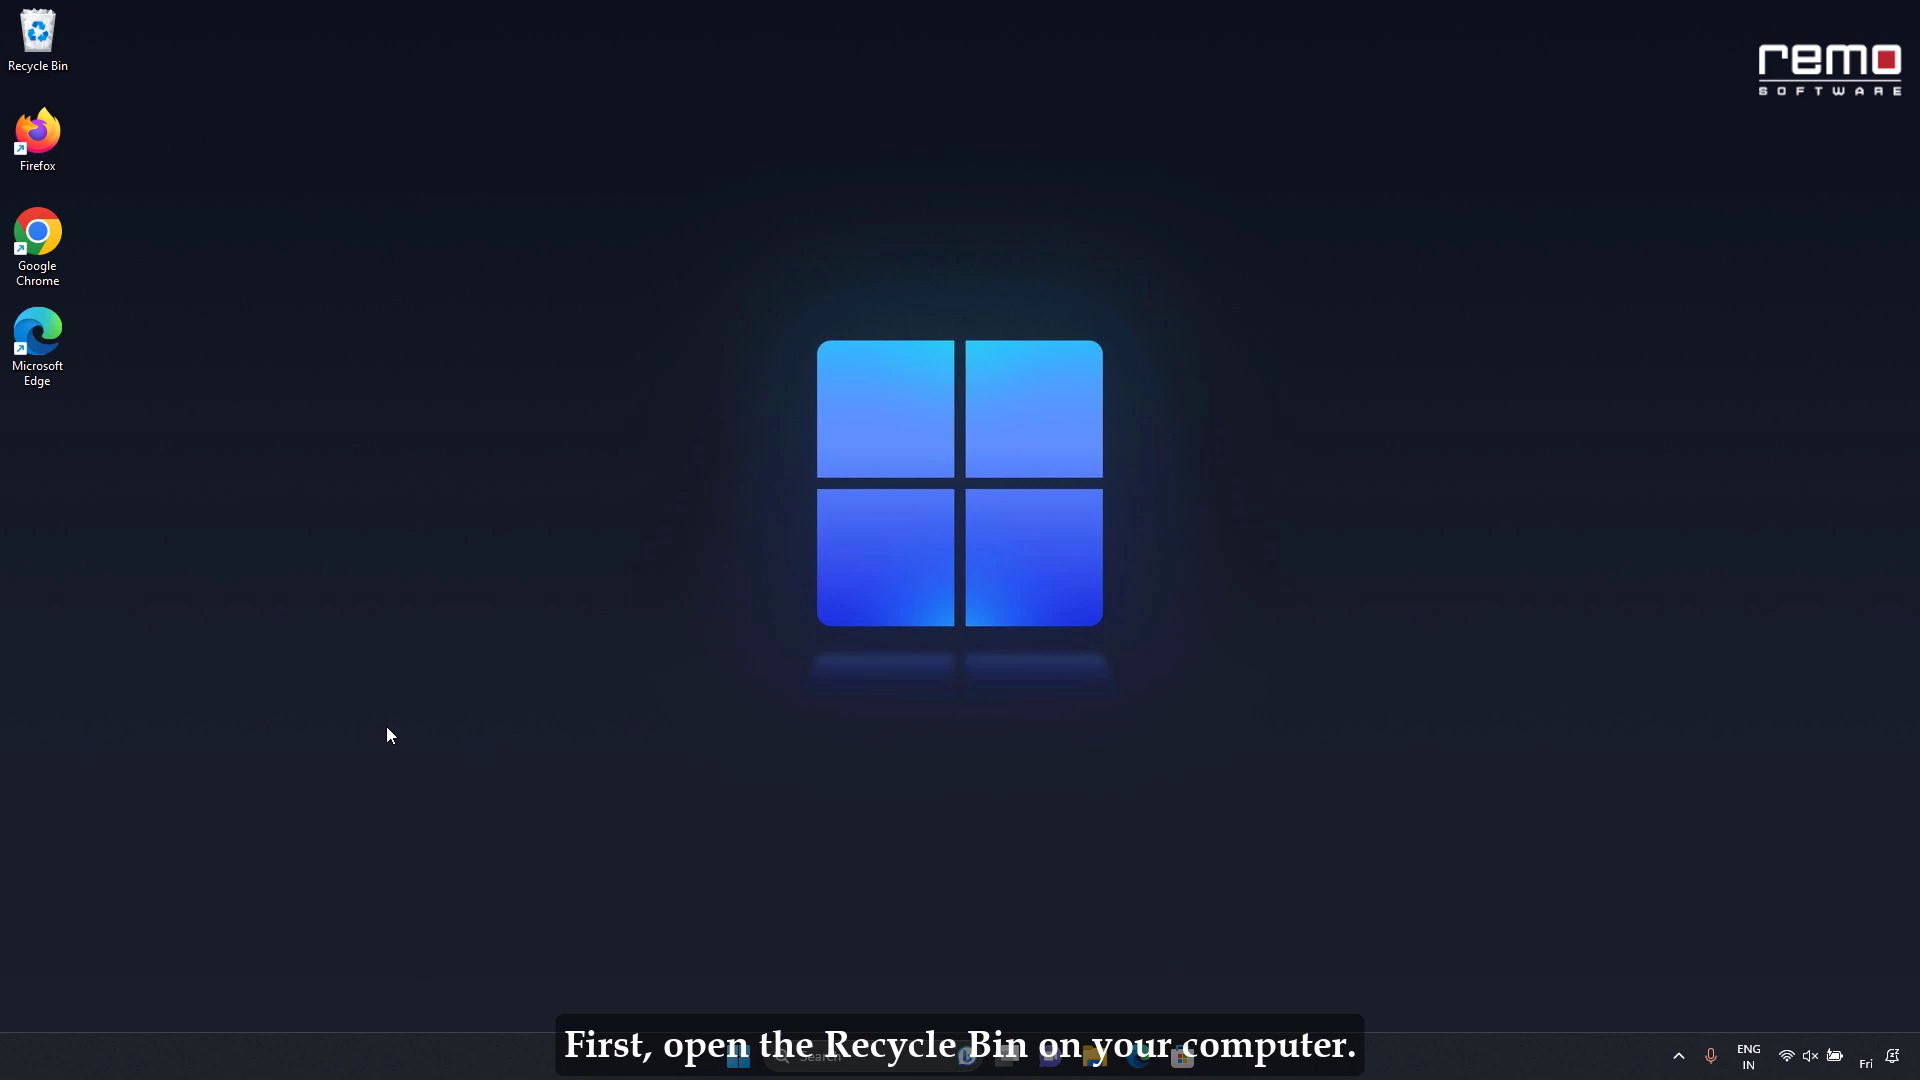 Recycle Bin
remo
SOFTWARE
Firefox
Google
Chrome
Microsoft
Edge
First, open the Recycle Bin on your computer.
Search
ENG
IN
Fri